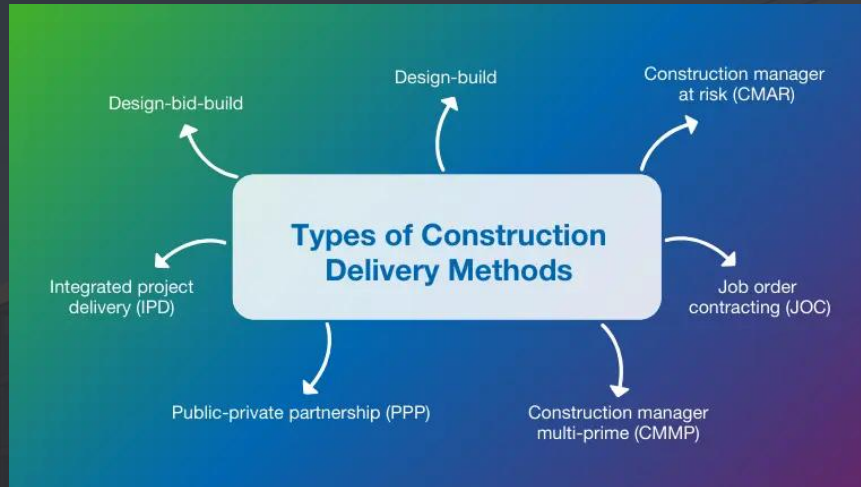 Design-bid-build
Design-build
Construction manager
at risk (CMAR)
Types of Construction
Delivery Methods
Integrated project
delivery (IPD)
Job order
contracting (JOC)
Public-private partnership (PPP)
Construction manager
multi-prime (CMMP)